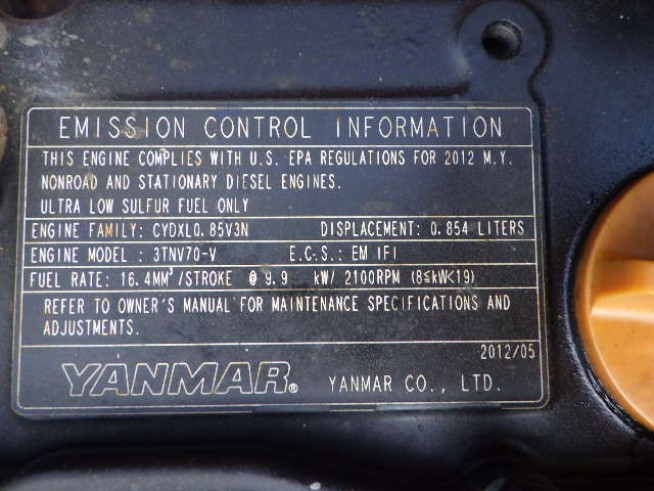 EMISSION CONTROL INFORMATION
THIS ENGINE COMPLIES WITH U.S. EPA REGULATIONS FOR 2012 M.Y.
NONROAD AND STATIONARY DIESEL ENGINES.
ULTRA LOW SULFUR FUEL ONLY
ENGINE FAMILY: CYDXL0.85V3N DISPLACEMENT: 0.854 LITERS
ENGINE MODEL : 3TNV70-V E.C.S.: EM IFI
FUEL RATE: 16.4MM³/STROKE @ 9.9 kW/ 2100RPM (8≤kW<19)
REFER TO OWNER'S MANUAL FOR MAINTENANCE SPECIFICATIONS AND
ADJUSTMENTS.
2012/05
YANMAR® YANMAR CO., LTD.